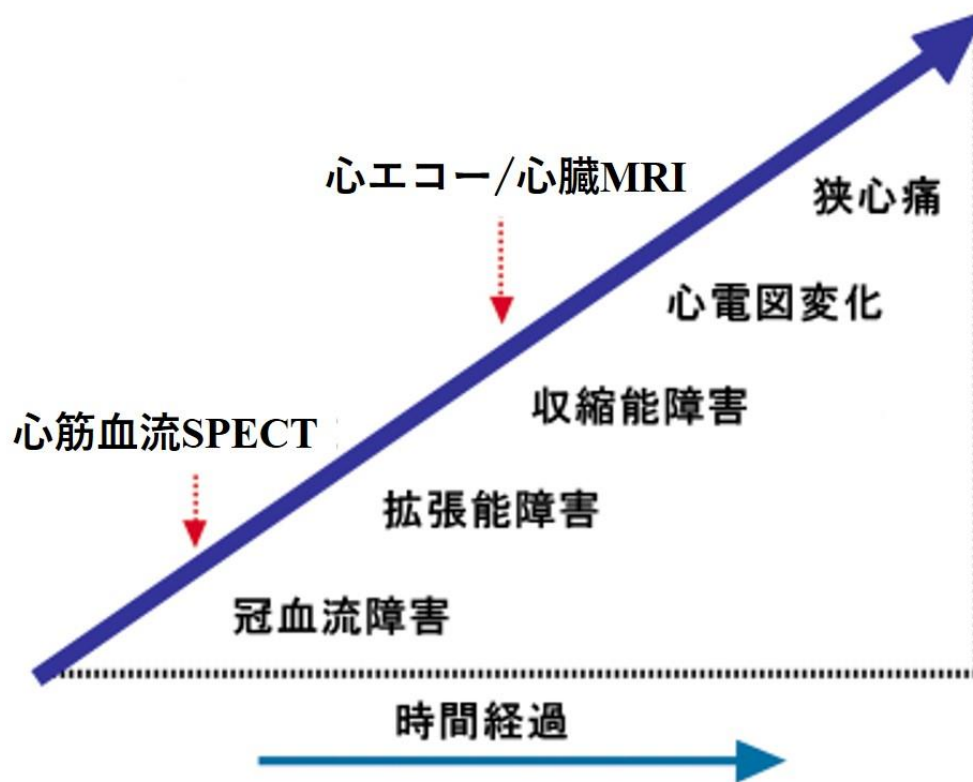 心エコー/心臓MRI
狭心痛
心電図変化
収縮能障害
心筋血流SPECT
拡張能障害
冠血流障害
時間経過